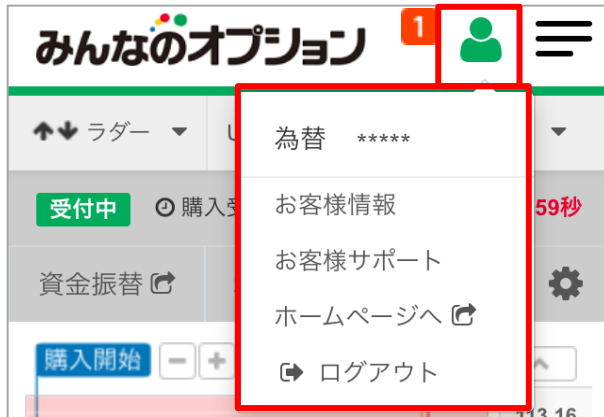 みんなのオプション
1
為替 *****
ラダー
受付中
購入受
59秒
お客様情報
お客様サポート
資金振替
ホームページへ
ログアウト
購入開始
− +
113.16